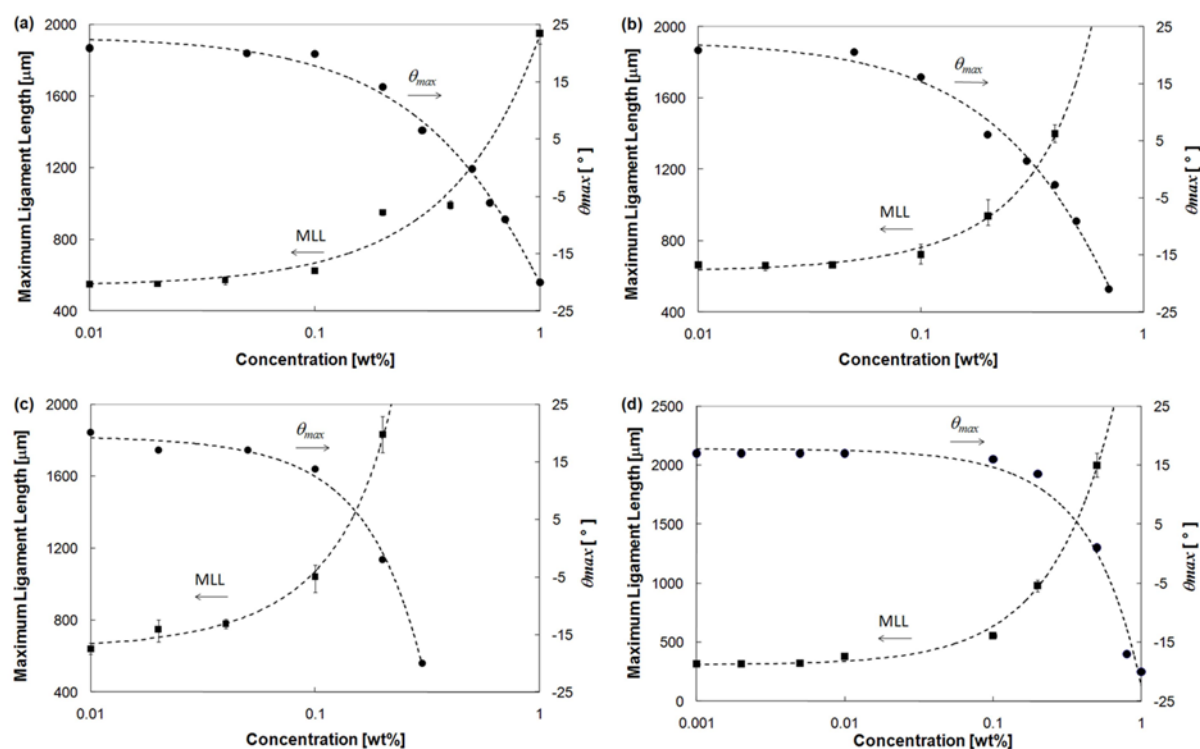 (a)
2000
1600
1200
800
400
Maximum Ligament Length [μm]
25
15
5
-5
-15
-25
θmax [ ° ]
θmax
MLL
0.01
0.1
1
Concentration [wt%]
(b)
2000
1600
1200
800
400
Maximum Ligament Length [μm]
25
15
5
-5
-15
-25
θmax [ ° ]
θmax
MLL
0.01
0.1
1
Concentration [wt%]
(c)
2000
1600
1200
800
400
Maximum Ligament Length [μm]
25
15
5
-5
-15
-25
θmax [ ° ]
θmax
MLL
0.01
0.1
1
Concentration [wt%]
(d)
2500
2000
1500
1000
500
0
Maximum Ligament Length [μm]
25
15
5
-5
-15
-25
θmax [ ° ]
θmax
MLL
0.001
0.01
0.1
1
Concentration [wt%]